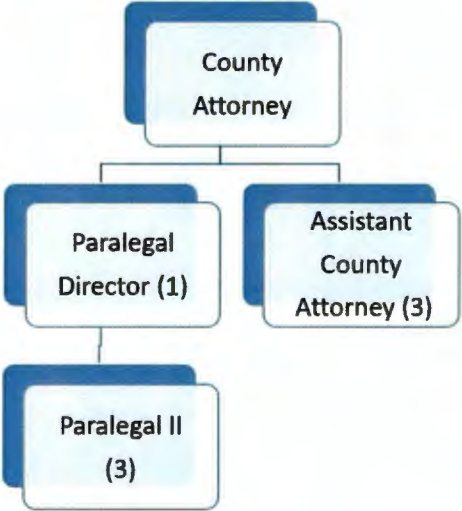 County
Attorney
Paralegal
Director (1)
Assistant
County
Attorney (3)
Paralegal II
(3)